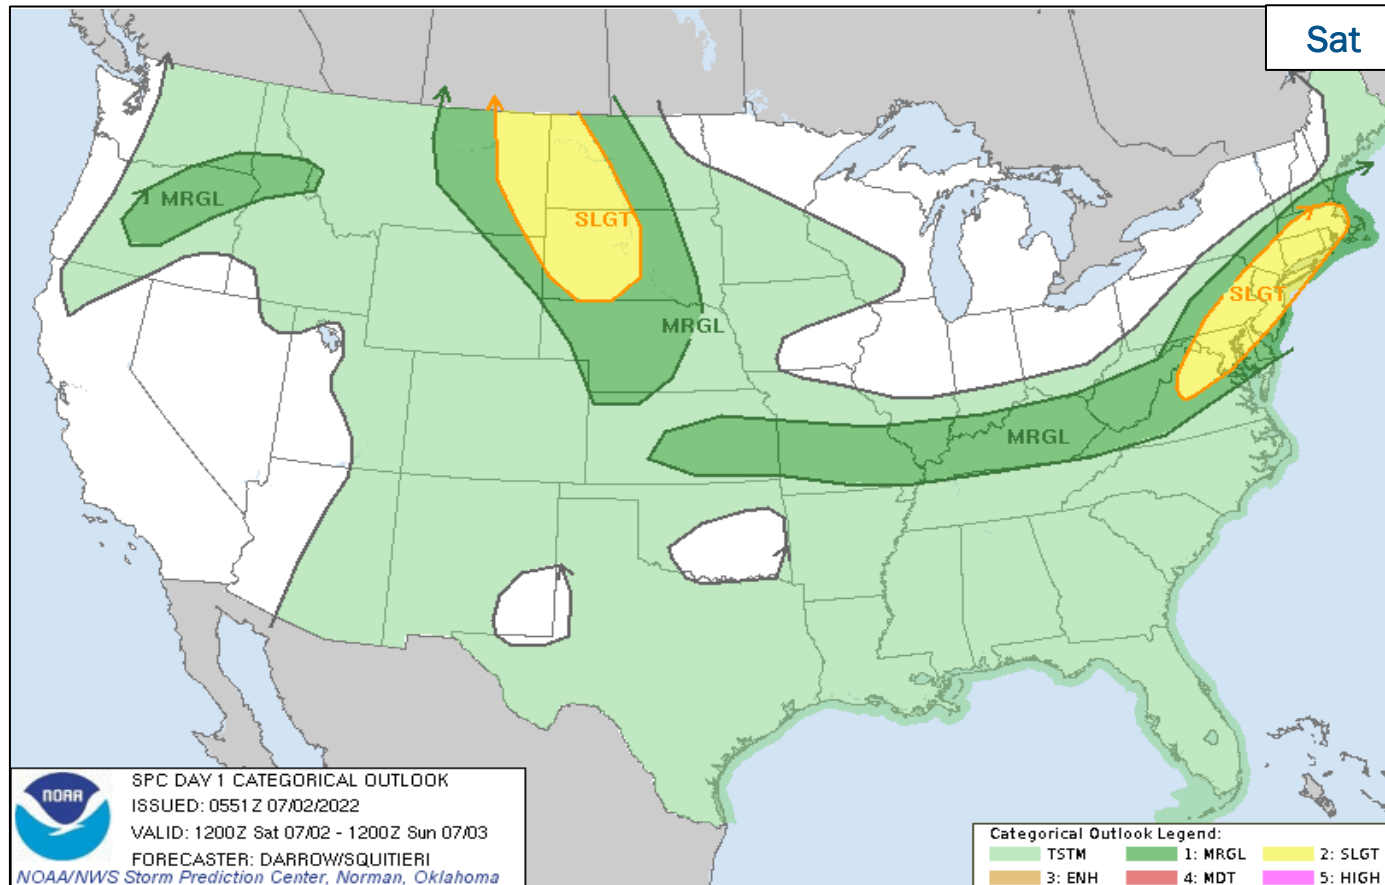 Sat
MRGL
SLGT
MRGL
SLGT
MRGL
NOAA
SPC DAY 1 CATEGORICAL OUTLOOK
ISSUED: 0551Z 07/02/2022
VALID: 1200Z Sat 07/02 - 1200Z Sun 07/03
FORECASTER: DARROW/SQUITIERI
NOAA/NWS Storm Prediction Center, Norman, Oklahoma
Categorical Outlook Legend:
TSTM 1: MRGL 2: SLGT
3: ENH 4: MDT 5: HIGH